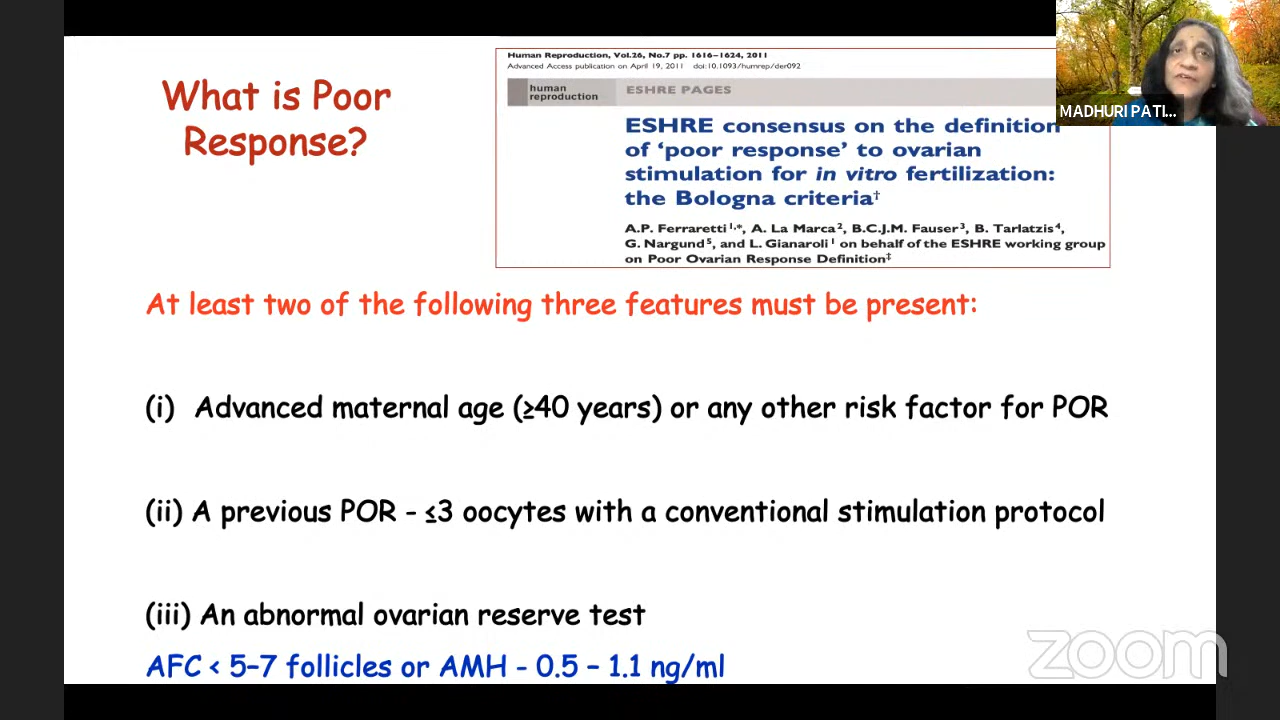 What is Poor
Response?
Human Reproduction, Vol.26, No.7 pp. 1616–1624, 2011
Advanced Access publication on April 19, 2011 doi:10.1093/humrep/der092
human
reproduction
ESHRE PAGES
ESHRE consensus on the definition
of ‘poor response’ to ovarian
stimulation for in vitro fertilization:
the Bologna criteria†
A.P. Ferraretti1,*, A. La Marca2, B.C.J.M. Fauser3, B. Tarlatzis4,
G. Nargund5, and L. Gianaroli1 on behalf of the ESHRE working group
on Poor Ovarian Response Definition‡
MADHURI PATI...
At least two of the following three features must be present:
(i) Advanced maternal age (≥40 years) or any other risk factor for POR
(ii) A previous POR - ≤3 oocytes with a conventional stimulation protocol
(iii) An abnormal ovarian reserve test
AFC < 5–7 follicles or AMH - 0.5 – 1.1 ng/ml
zoom